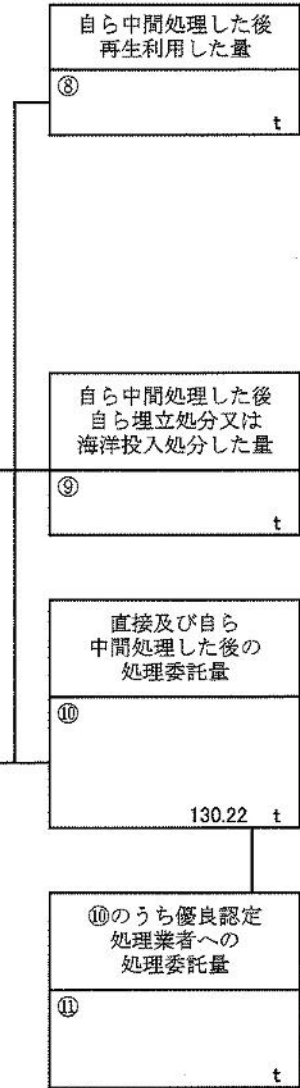 自ら中間処理した後
再生利用した量
⑧
t
自ら中間処理した後
自ら埋立処分又は
海洋投入処分した量
⑨
t
直接及び自ら
中間処理した後の
処理委託量
⑩
130.22 t
⑩のうち優良認定
処理業者への
処理委託量
⑪
t